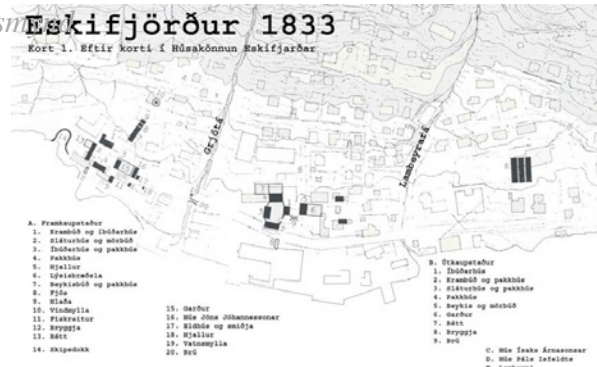 Eskifjörður 1833
Kort 1. Eftir korti í Húsakönnun Eskifjarðar
Grjótá
Lambeyrará
A. Framkaupstaður
1. Krambúð og íbúðarhús
2. Sláturhús og mörbúð
3. Íbúðarhús og pakkhús
4. Pakkhús
5. Hjallur
6. Lýsisbræðsla
7. Beykisbúð og pakkhús
8. Fjós
9. Hlaða
10. Vindmylla
11. Fiskreitur
12. Bryggja
13. Rétt
14. Skipsdokk
15. Garður
16. Hús Jóns Jóhannessonar
17. Eldhús og smiðja
18. Hjallur
19. Vatnsmylla
20. Brú
B. Útkaupstaður
1. Íbúðarhús
2. Krambúð og pakkhús
3. Sláturhús og pakkhús
4. Pakkhús
5. Beykis og mörbúð
6. Garður
7. Rétt
8. Bryggja
9. Brú
C. Hús Ísaks Árnasonar
D. Hús Páls Ísfeldts